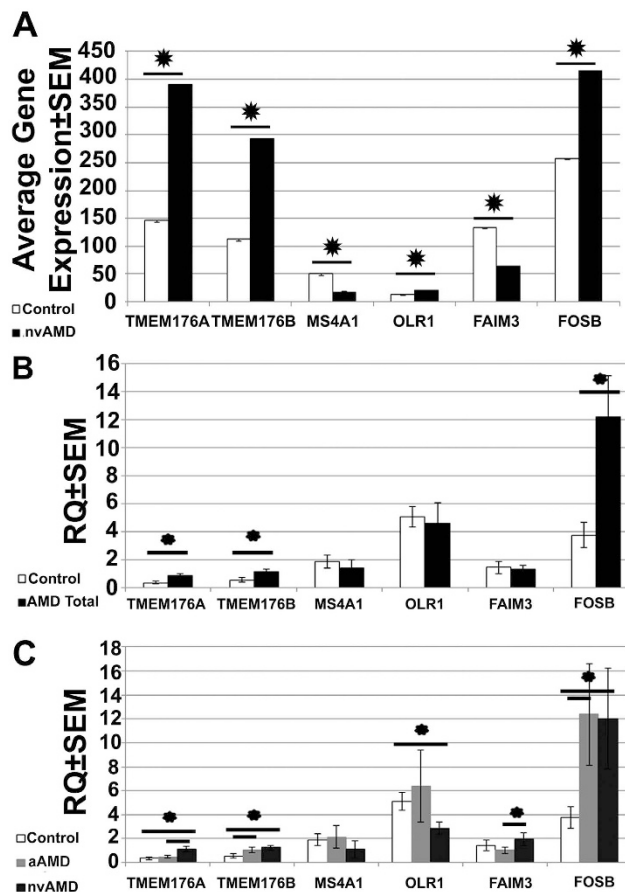 A
Average Gene
Expression±SEM
450
400
350
300
250
200
150
100
50
0
Control
nvAMD
TMEM176A TMEM176B MS4A1 OLR1 FAIM3 FOSB
B
RQ±SEM
16
14
12
10
8
6
4
2
0
Control
AMD Total
TMEM176A TMEM176B MS4A1 OLR1 FAIM3 FOSB
C
RQ±SEM
18
16
14
12
10
8
6
4
2
0
Control
aAMD
nvAMD
TMEM176A TMEM176B MS4A1 OLR1 FAIM3 FOSB